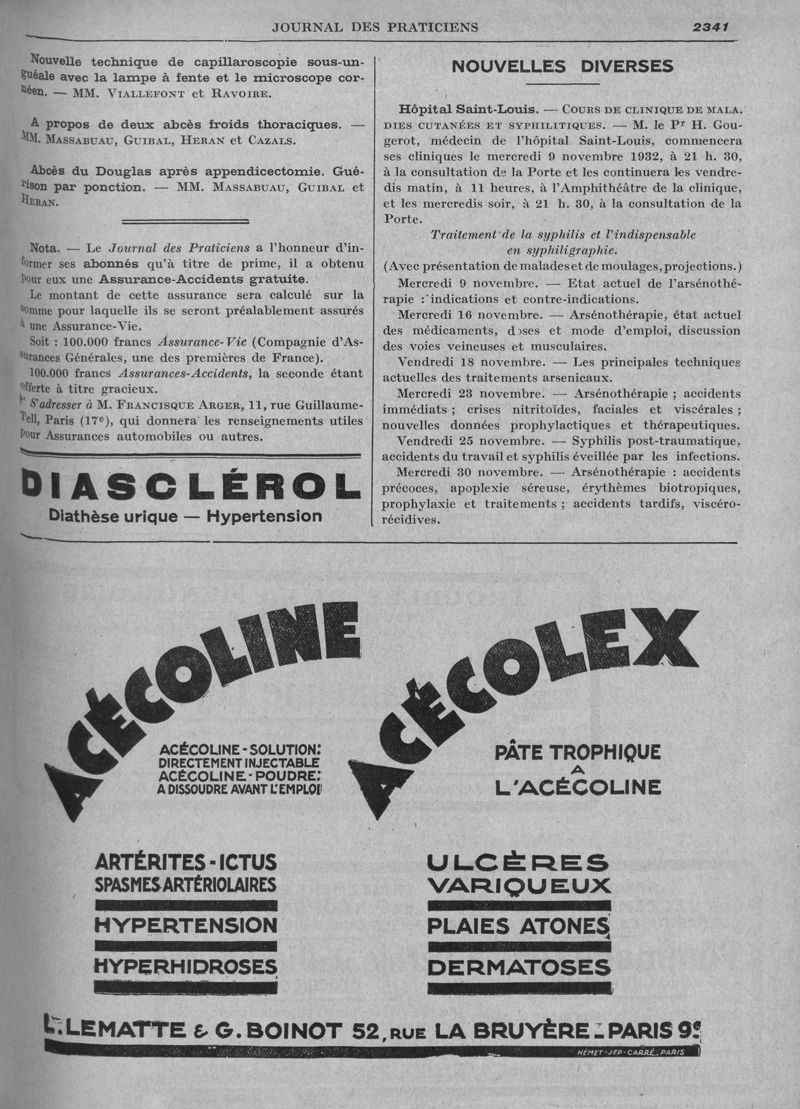 JOURNAL DES PRATICIENS 2341
Nouvelle technique de capillaroscopie sous-un-
guéale avec la lampe à fente et le microscope cor-
néen. — MM. VIALLEFONT et RAVOIRE.
A propos de deux abcès froids thoraciques. —
MM. MASSABUAU, GUIBAL, HERAN et CAZALS.
Abcès du Douglas après appendicectomie. Gué-
rison par ponction. — MM. MASSABUAU, GUIBAL et
HERAN.
Nota. — Le Journal des Praticiens a l'honneur d'in-
former ses abonnés qu'à titre de prime, il a obtenu
pour eux une Assurance-Accidents gratuite.
Le montant de cette assurance sera calculé sur la
somme pour laquelle ils se seront préalablement assurés
à une Assurance-Vie.
Soit : 100.000 francs Assurance-Vie (Compagnie d'As-
surances Générales, une des premières de France).
100.000 francs Assurances-Accidents, la seconde étant
offerte à titre gracieux.
S'adresser à M. FRANCISQUE ARGER, 11, rue Guillaume-
Tell, Paris (17e), qui donnera les renseignements utiles
pour Assurances automobiles ou autres.
DIASCLÉROL
Diathèse urique — Hypertension
NOUVELLES DIVERSES
Hôpital Saint-Louis. — COURS DE CLINIQUE DE MALA-
DIES CUTANÉES ET SYPHILITIQUES. — M. le Pr H. Gou-
gerot, médecin de l'hôpital Saint-Louis, commencera
ses cliniques le mercredi 9 novembre 1932, à 21 h. 30,
à la consultation de la Porte et les continuera les vendre-
dis matin, à 11 heures, à l'Amphithéâtre de la clinique,
et les mercredis soir, à 21 h. 30, à la consultation de la
Porte.
Traitement de la syphilis et l'indispensable
en syphiligraphie.
(Avec présentation de malades et de moulages, projections.)
Mercredi 9 novembre. — Etat actuel de l'arsénothé-
rapie : indications et contre-indications.
Mercredi 16 novembre. — Arsénothérapie, état actuel
des médicaments, doses et mode d'emploi, discussion
des voies veineuses et musculaires.
Vendredi 18 novembre. — Les principales techniques
actuelles des traitements arsenicaux.
Mercredi 23 novembre. — Arsénothérapie ; accidents
immédiats ; crises nitritoïdes, faciales et viscérales ;
nouvelles données prophylactiques et thérapeutiques.
Vendredi 25 novembre. — Syphilis post-traumatique,
accidents du travail et syphilis éveillée par les infections.
Mercredi 30 novembre. — Arsénothérapie : accidents
précoces, apoplexie séreuse, érythèmes biotropiques,
prophylaxie et traitements ; accidents tardifs, viscéro-
récidives.
ACÉCOLINE
ACÉCOLINE - SOLUTION:
DIRECTEMENT INJECTABLE
ACÉCOLINE - POUDRE:
A DISSOUDRE AVANT L'EMPLOI
ARTÉRITES - ICTUS
SPASMES ARTÉRIOLAIRES
HYPERTENSION
HYPERHIDROSES
ACÉCOLEX
PÂTE TROPHIQUE
A
L'ACÉCOLINE
ULCÈRES
VARIQUEUX
PLAIES ATONES
DERMATOSES
L. LEMATTE & G. BOINOT 52, RUE LA BRUYÈRE - PARIS 9e
HÉMET-JEP-CARRÉ, PARIS